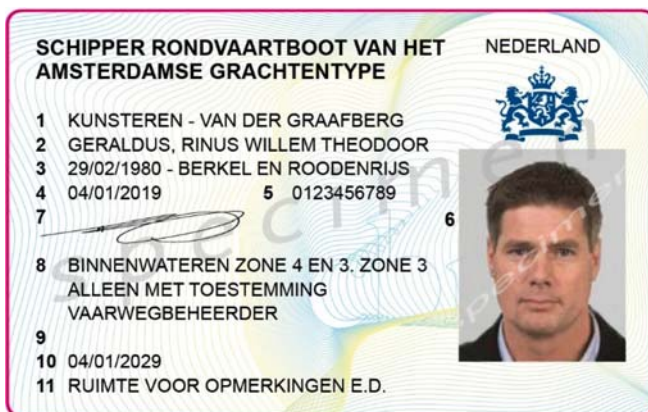 SCHIPPER RONDVAARTBOOT VAN HET
AMSTERDAMSE GRACHTENTYPE
NEDERLAND
1 KUNSTEREN - VAN DER GRAAFBERG
2 GERALDUS, RINUS WILLEM THEODOOR
3 29/02/1980 - BERKEL EN ROODENRIJS
4 04/01/2019 5 0123456789
7
6
8 BINNENWATEREN ZONE 4 EN 3. ZONE 3
ALLEEN MET TOESTEMMING
VAARWEGBEHEERDER
9
10 04/01/2029
11 RUIMTE VOOR OPMERKINGEN E.D.
specimen
specimen